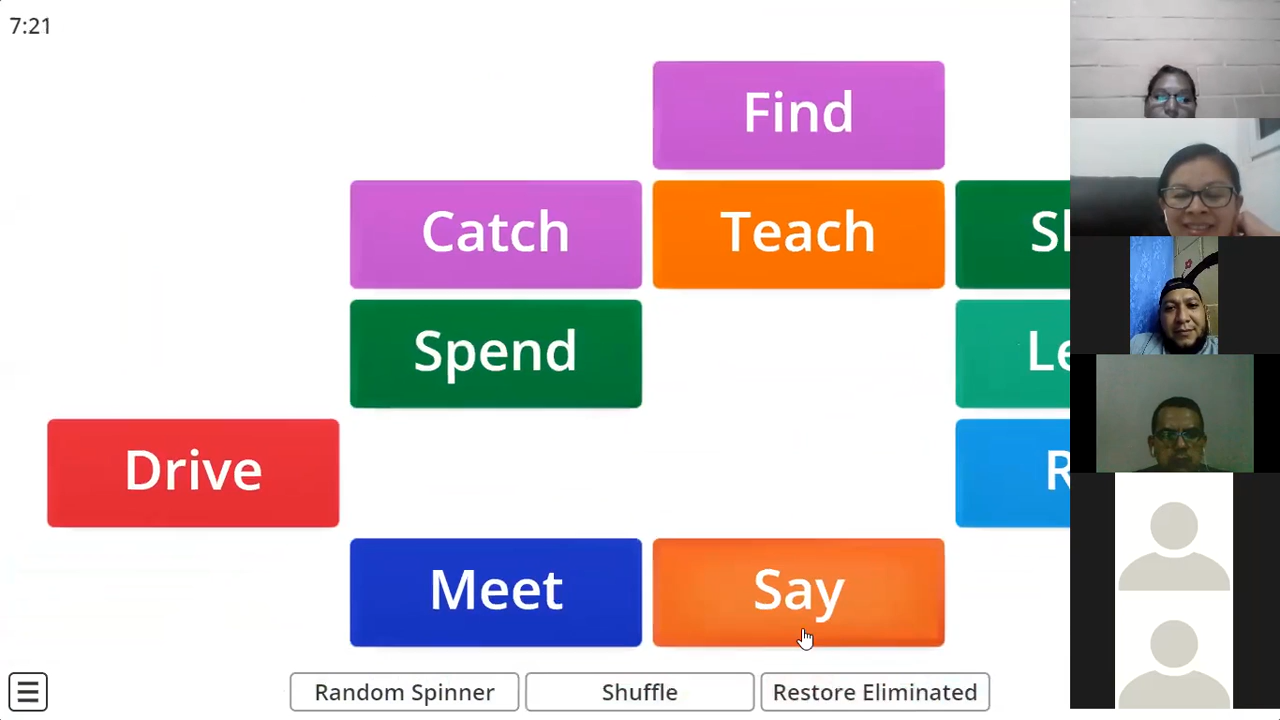 7:21
Find
Catch
Teach
Spend
Drive
Meet
Say
Random Spinner
Shuffle
Restore Eliminated